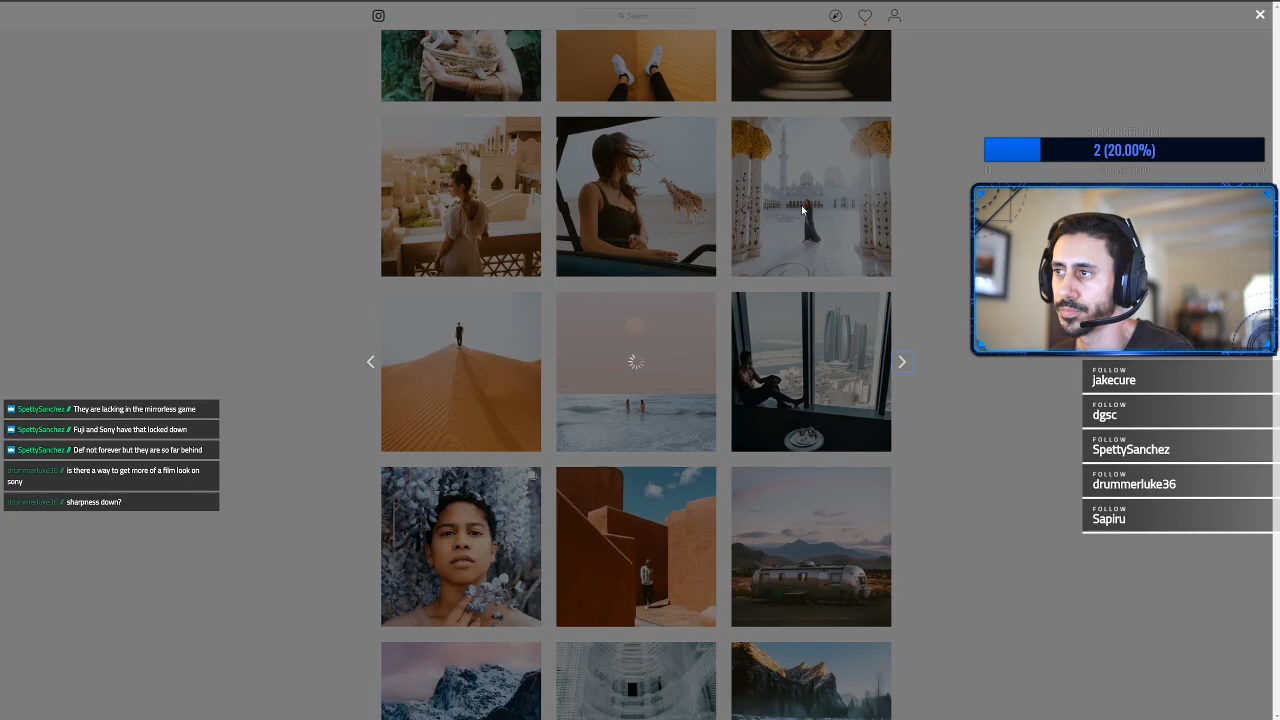 Search
2 (20.00%)
SpettySanchez // They are lacking in the mirrorless game
SpettySanchez // Fuji and Sony have that locked down
SpettySanchez // Def not forever but they are so far behind
drummerluke36 // is there a way to get more of a film look on
sony
drummerluke36 // sharpness down?
FOLLOW
jakecure
FOLLOW
dgsc
FOLLOW
SpettySanchez
FOLLOW
drummerluke36
FOLLOW
Sapiru